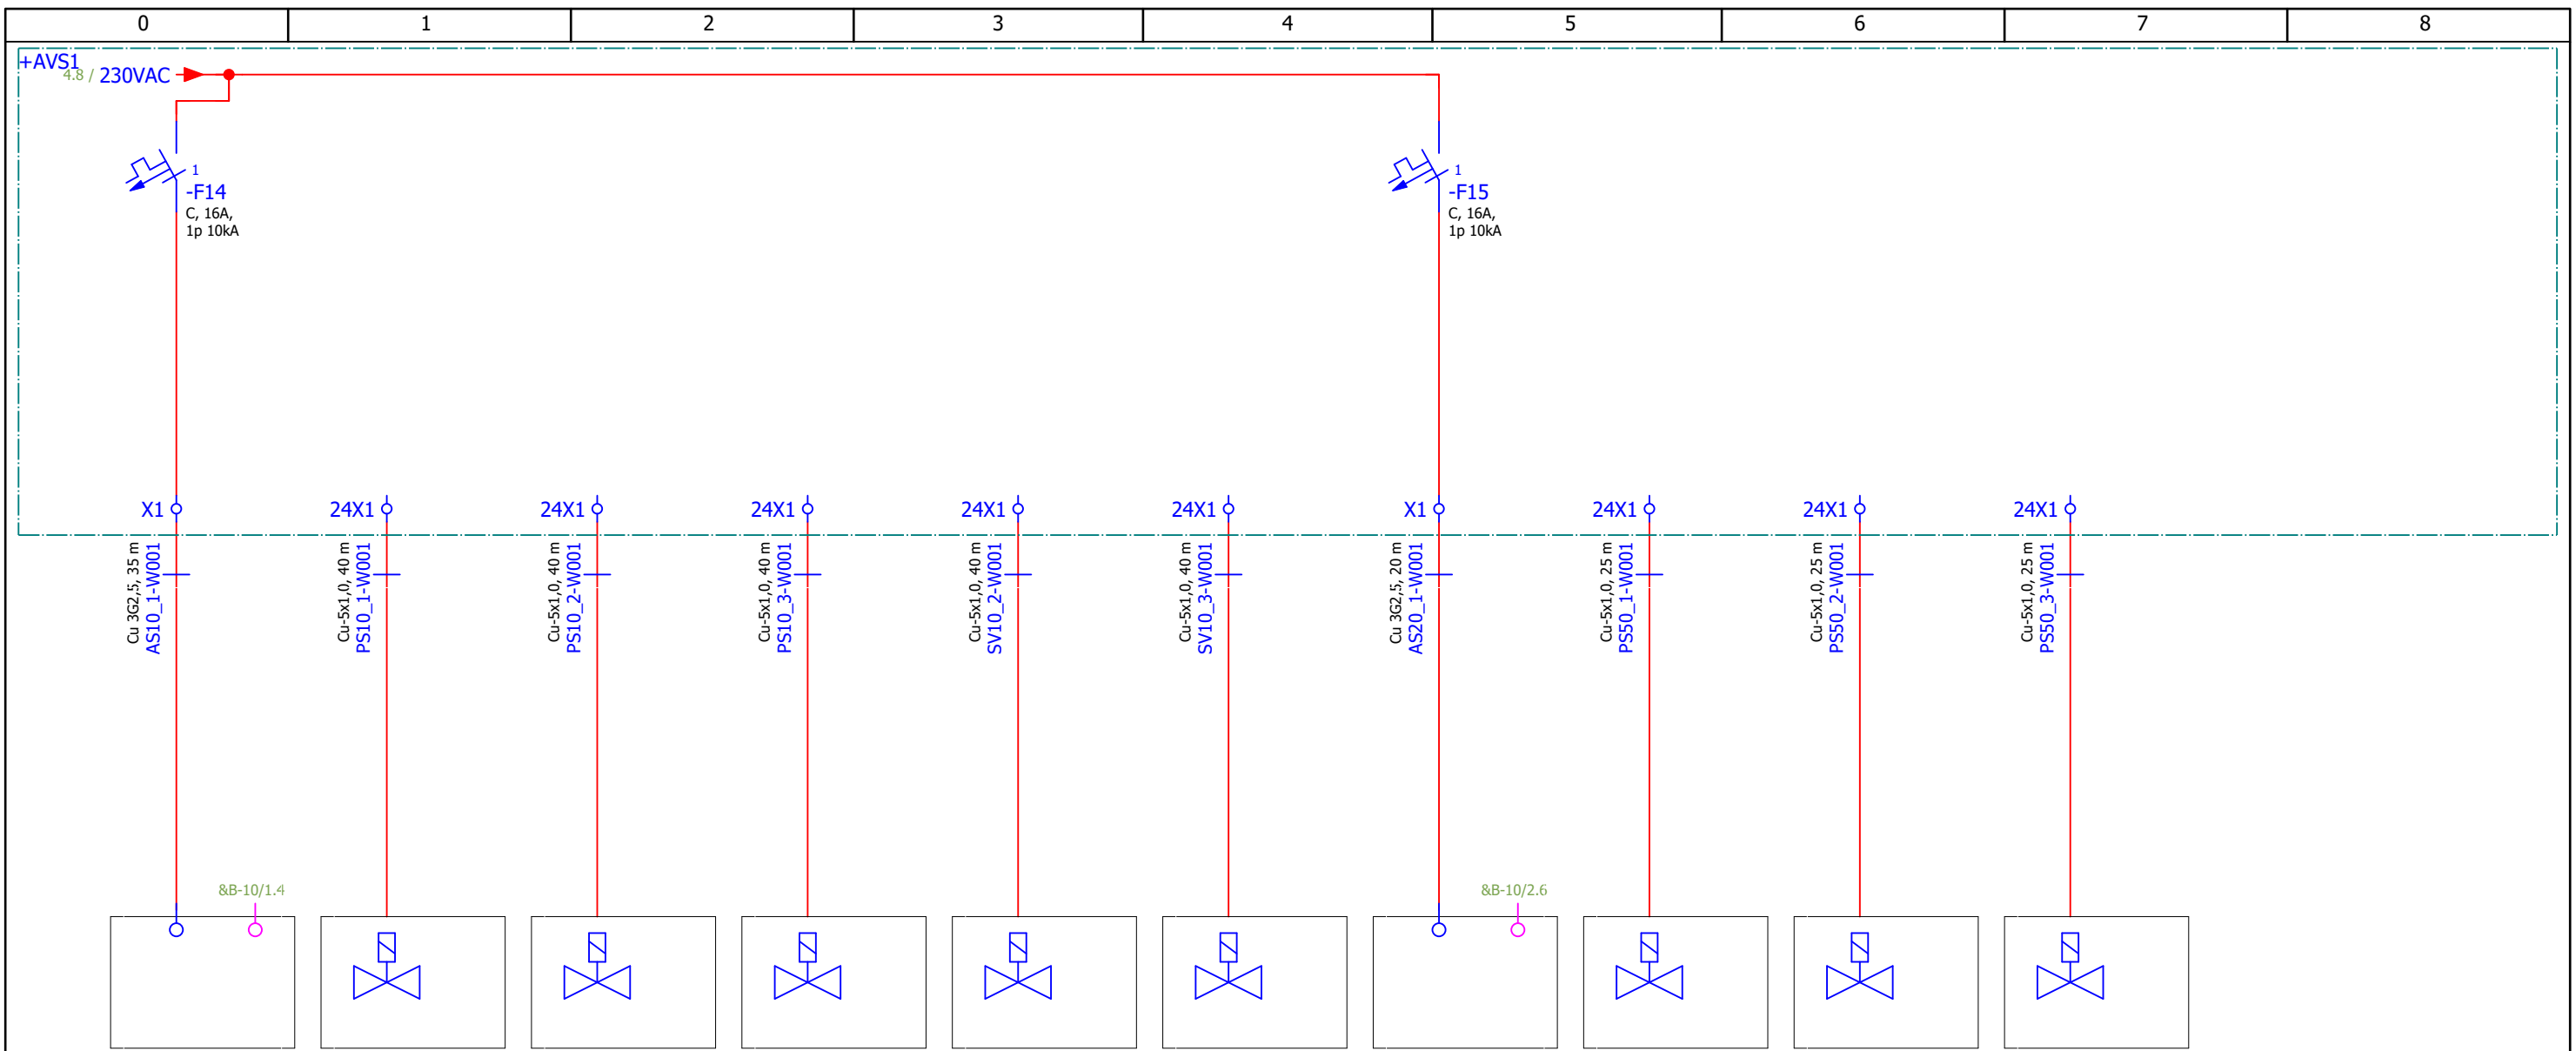 0 1 2 3 4 5 6 7 8
+AVS1
4.8 / 230VAC
1
-F14
C, 16A,
1p 10kA
1
-F15
C, 16A,
1p 10kA
X1
24X1
24X1
24X1
24X1
24X1
X1
24X1
24X1
24X1
Cu 3G2,5, 35 m
AS10_1-W001
Cu-5x1,0, 40 m
PS10_1-W001
Cu-5x1,0, 40 m
PS10_2-W001
Cu-5x1,0, 40 m
PS10_3-W001
Cu-5x1,0, 40 m
SV10_2-W001
Cu-5x1,0, 40 m
SV10_3-W001
Cu 3G2,5, 20 m
AS20_1-W001
Cu-5x1,0, 25 m
PS50_1-W001
Cu-5x1,0, 25 m
PS50_2-W001
Cu-5x1,0, 25 m
PS50_3-W001
&B-10/1.4
&B-10/2.6